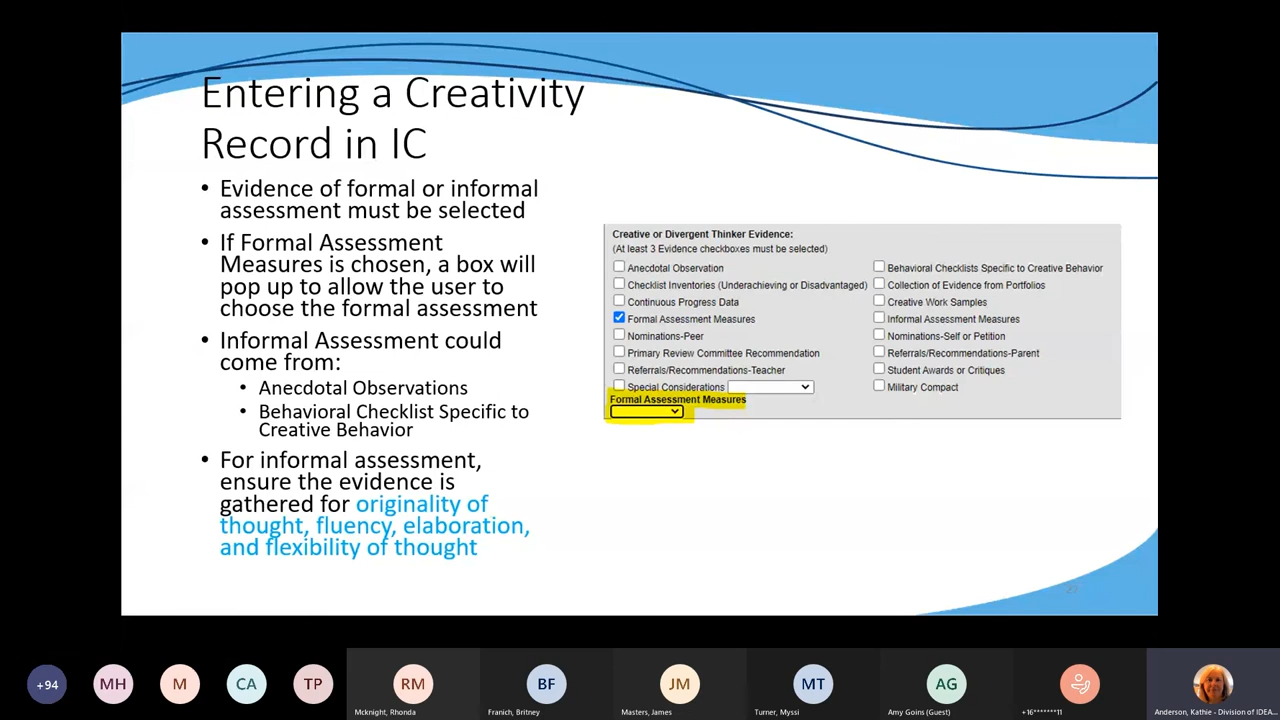 Entering a Creativity
Record in IC
• Evidence of formal or informal
assessment must be selected
• If Formal Assessment
Measures is chosen, a box will
pop up to allow the user to
choose the formal assessment
• Informal Assessment could
come from:
• Anecdotal Observations
• Behavioral Checklist Specific to
Creative Behavior
• For informal assessment,
ensure the evidence is
gathered for originality of
thought, fluency, elaboration,
and flexibility of thought
Creative or Divergent Thinker Evidence:
(At least 3 Evidence checkboxes must be selected)
Anecdotal Observation
Checklist Inventories (Underachieving or Disadvantaged)
Continuous Progress Data
Formal Assessment Measures
Nominations-Peer
Primary Review Committee Recommendation
Referrals/Recommendations-Teacher
Special Considerations
Behavioral Checklists Specific to Creative Behavior
Collection of Evidence from Portfolios
Creative Work Samples
Informal Assessment Measures
Nominations-Self or Petition
Referrals/Recommendations-Parent
Student Awards or Critiques
Military Compact
Formal Assessment Measures
+94
MH
M
CA
TP
RM
BF
JM
MT
AG
Mcknight, Rhonda
Franich, Britney
Masters, James
Turner, Myssi
Amy Goins (Guest)
+16*******11
Anderson, Kathie - Division of IDEA...